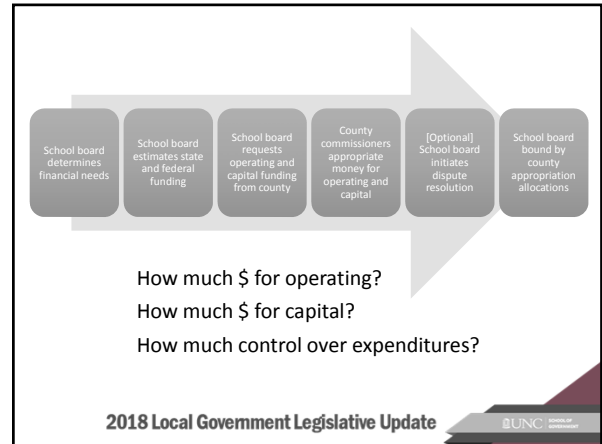 School board
determines
financial needs
School board
estimates state
and federal
funding
School board
requests
operating and
capital funding
from county
County
commissioners
appropriate
money for
operating and
capital
[Optional]
School board
initiates
dispute
resolution
School board
bound by
county
appropriation
allocations
How much $ for operating?
How much $ for capital?
How much control over expenditures?
2018 Local Government Legislative Update
UNC
SCHOOL OF
GOVERNMENT